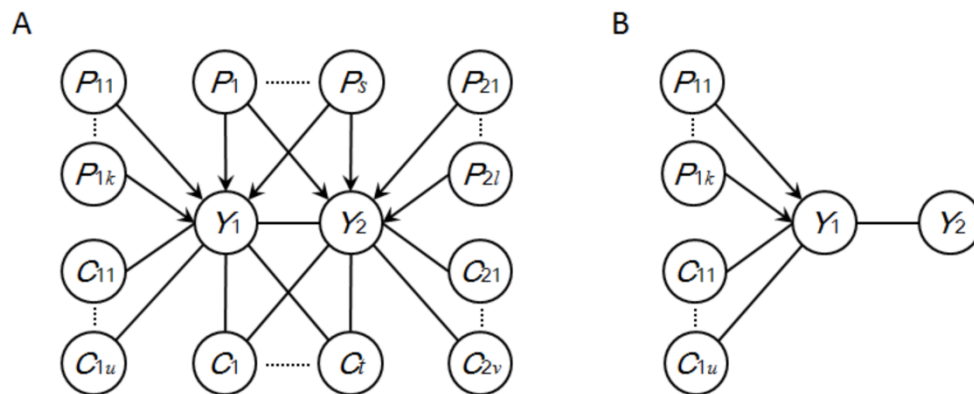 A B
P11 P1 Ps P21 P11
P1k P2l P1k
Y1 Y2 Y1 Y2
C11 C21 C11
C1u C1 Ct C2v C1u